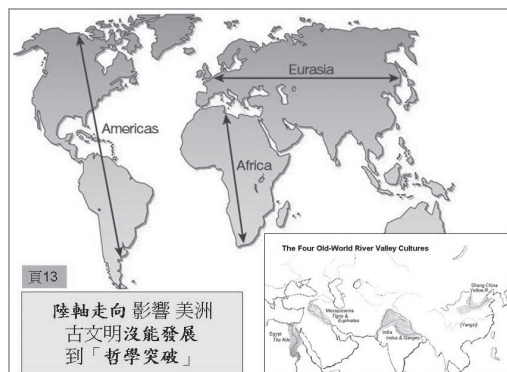 Eurasia
Americas
Africa
頁13
陸軸走向 影響 美洲
古文明沒能發展
到「哲學突破」
The Four Old-World River Valley Cultures
Shang China
Yellow R.
(Yangzi)
Mesopotamia
Tigris &
Euphrates
Egypt
The Nile
India
Indus & Ganges